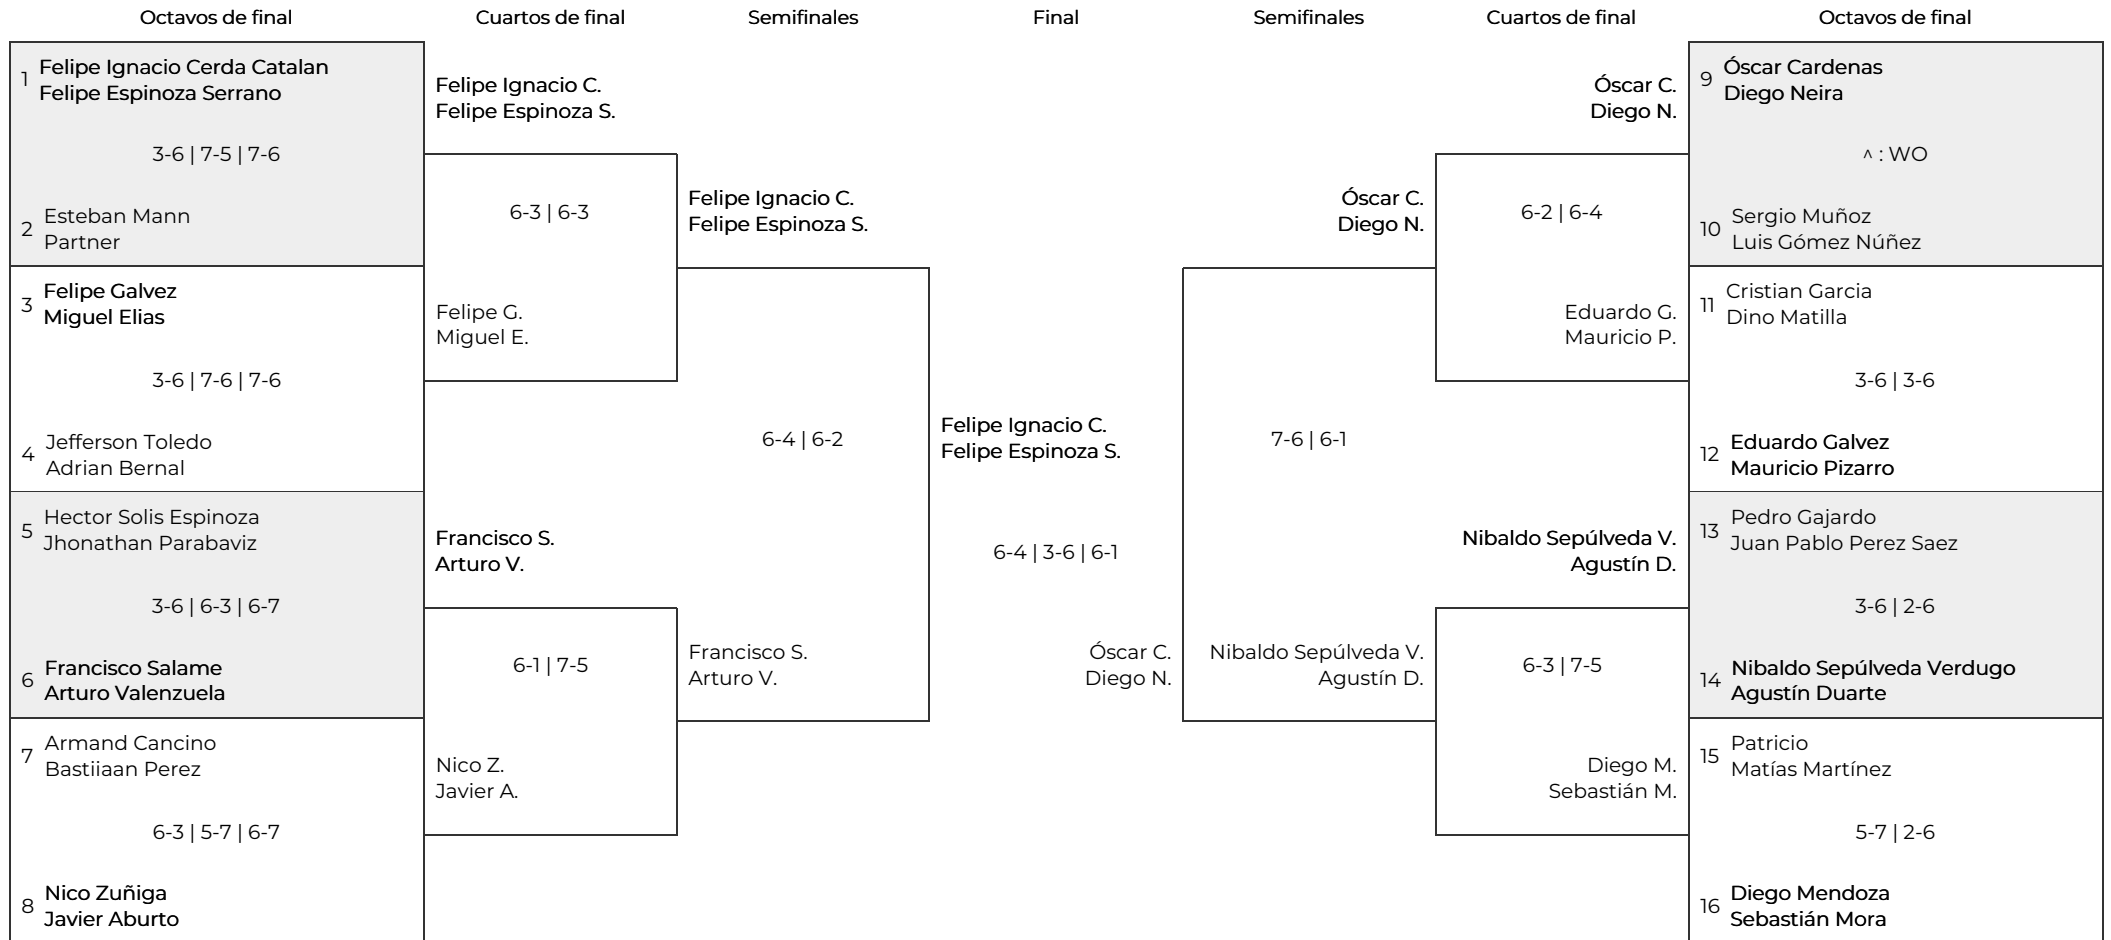 Octavos de final
Cuartos de final
Semifinales
Final
Semifinales
Cuartos de final
Octavos de final
1
Felipe Ignacio Cerda Catalan
Felipe Espinoza Serrano
3-6 | 7-5 | 7-6
2
Esteban Mann
Partner
3
Felipe Galvez
Miguel Elias
3-6 | 7-6 | 7-6
4
Jefferson Toledo
Adrian Bernal
5
Hector Solis Espinoza
Jhonathan Parabaviz
3-6 | 6-3 | 6-7
6
Francisco Salame
Arturo Valenzuela
7
Armand Cancino
Bastiiaan Perez
6-3 | 5-7 | 6-7
8
Nico Zuñiga
Javier Aburto
Felipe Ignacio C.
Felipe Espinoza S.
6-3 | 6-3
Felipe G.
Miguel E.
Francisco S.
Arturo V.
6-1 | 7-5
Nico Z.
Javier A.
Felipe Ignacio C.
Felipe Espinoza S.
6-4 | 6-2
Francisco S.
Arturo V.
Felipe Ignacio C.
Felipe Espinoza S.
6-4 | 3-6 | 6-1
Óscar C.
Diego N.
Óscar C.
Diego N.
7-6 | 6-1
Nibaldo Sepúlveda V.
Agustín D.
Óscar C.
Diego N.
6-2 | 6-4
Eduardo G.
Mauricio P.
Nibaldo Sepúlveda V.
Agustín D.
6-3 | 7-5
Diego M.
Sebastián M.
9
Óscar Cardenas
Diego Neira
^ : WO
10
Sergio Muñoz
Luis Gómez Núñez
11
Cristian Garcia
Dino Matilla
3-6 | 3-6
12
Eduardo Galvez
Mauricio Pizarro
13
Pedro Gajardo
Juan Pablo Perez Saez
3-6 | 2-6
14
Nibaldo Sepúlveda Verdugo
Agustín Duarte
15
Patricio
Matías Martínez
5-7 | 2-6
16
Diego Mendoza
Sebastián Mora